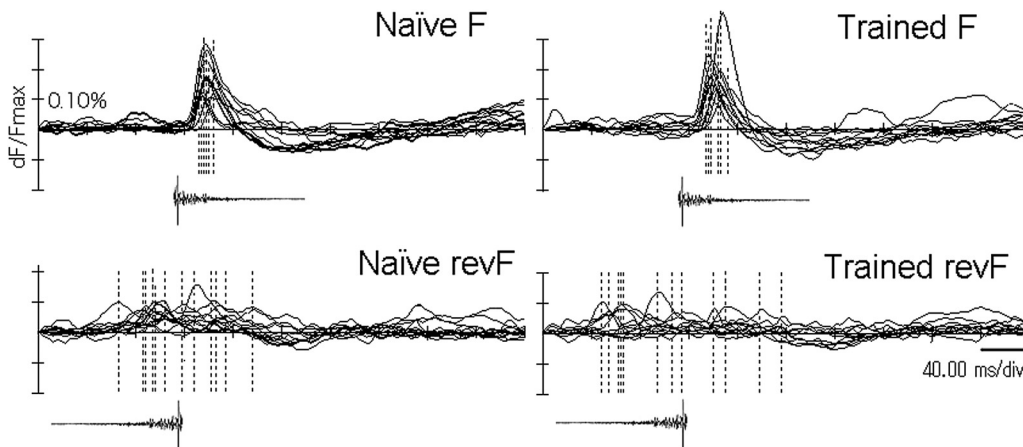 Naïve F
Trained F
0.10%
dF/Fmax
Naïve revF
Trained revF
40.00 ms/div